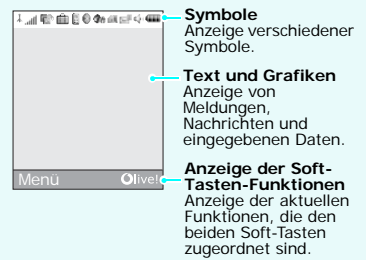 Symbole
Anzeige verschiedener
Symbole.
Text und Grafiken
Anzeige von
Meldungen,
Nachrichten und
eingegebenen Daten.
Menü
Olive!
Anzeige der Soft-
Tasten-Funktionen
Anzeige der aktuellen
Funktionen, die den
beiden Soft-Tasten
zugeordnet sind.